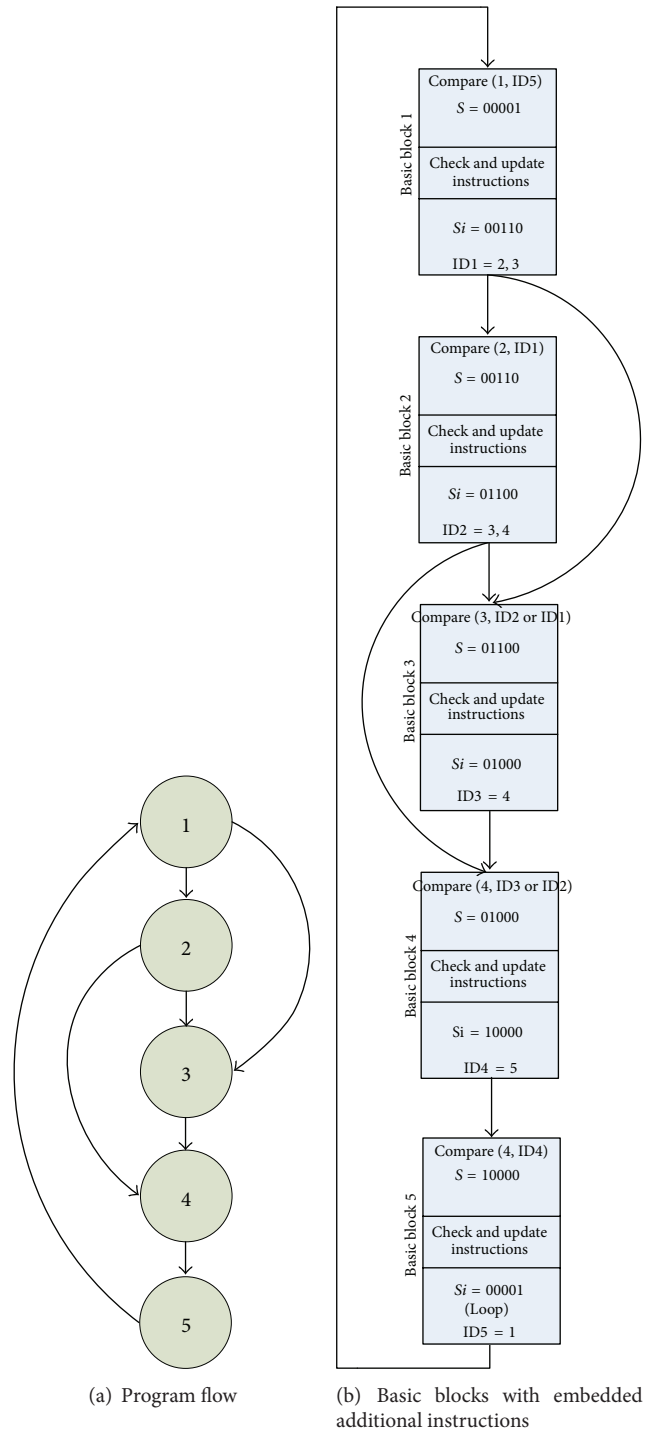 Compare (1, ID5)
S = 00001
Basic block 1
Check and update
instructions
Si = 00110
ID1 = 2, 3
Compare (2, ID1)
S = 00110
Basic block 2
Check and update
instructions
Si = 01100
ID2 = 3, 4
Compare (3, ID2 or ID1)
S = 01100
Basic block 3
Check and update
instructions
Si = 01000
ID3 = 4
Compare (4, ID3 or ID2)
S = 01000
Basic block 4
Check and update
instructions
Si = 10000
ID4 = 5
Compare (4, ID4)
S = 10000
Basic block 5
Check and update
instructions
Si = 00001
(Loop)
ID5 = 1
1
2
3
4
5
(a) Program flow
(b) Basic blocks with embedded
additional instructions